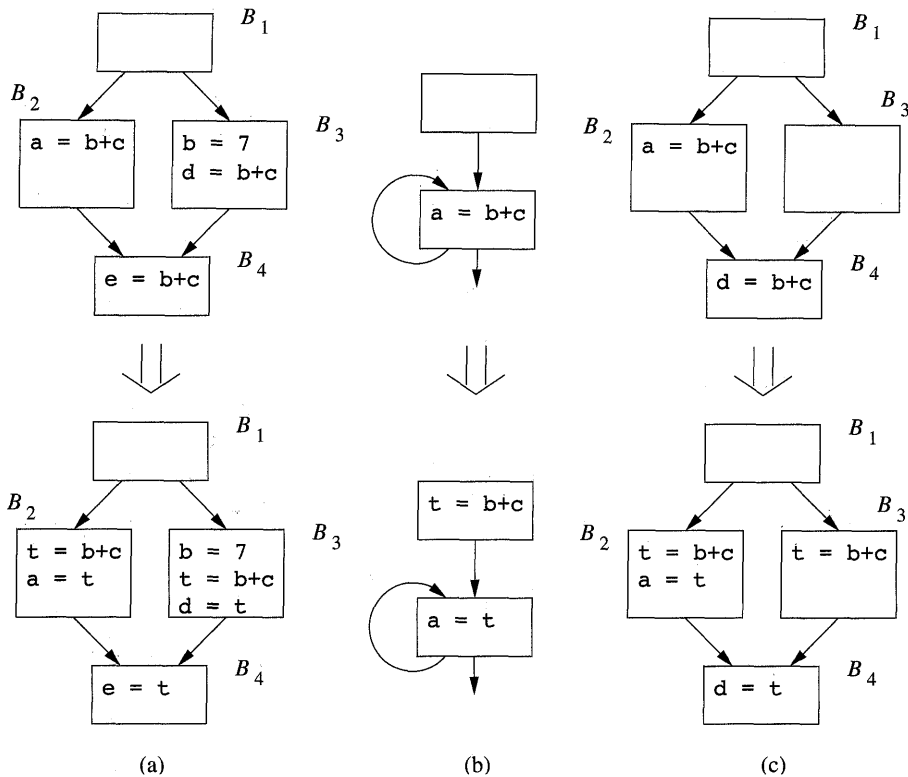 B1
B2
a = b+c
b = 7
d = b+c
B3
e = b+c
B4
a = b+c
B1
B2
a = b+c
B3
d = b+c
B4
B1
B2
t = b+c
a = t
b = 7
t = b+c
d = t
B3
e = t
B4
t = b+c
a = t
B1
B2
t = b+c
a = t
B3
t = b+c
d = t
B4
(a)
(b)
(c)